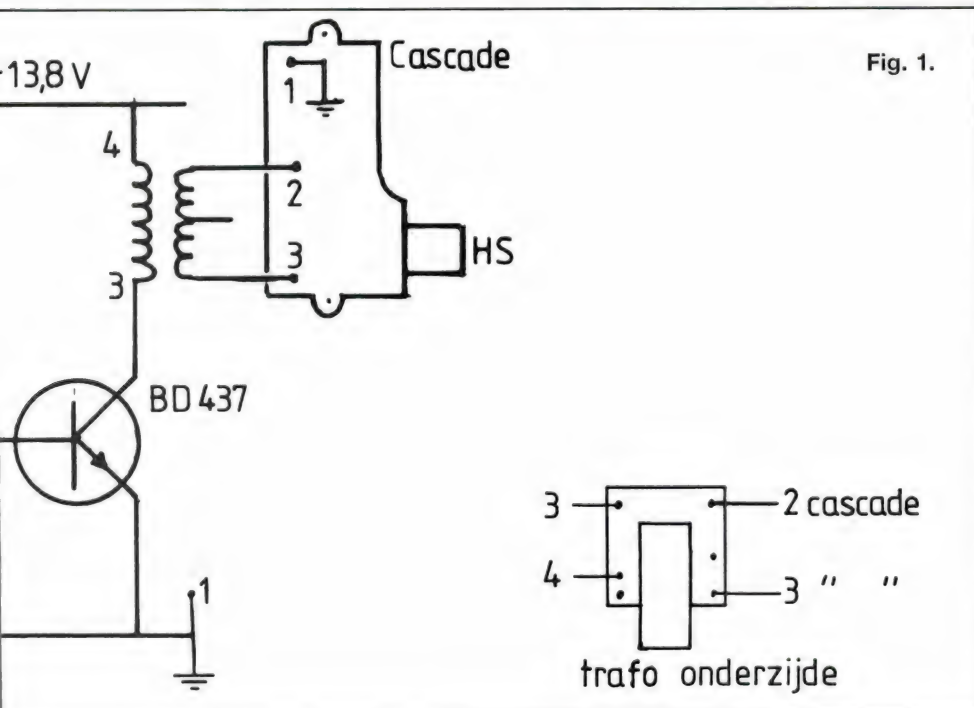 Fig. 1.
13,8 V
Cascade
1
4
2
3
3
HS
BD 437
1
3
2 cascade
4
3 " "
trafo onderzijde